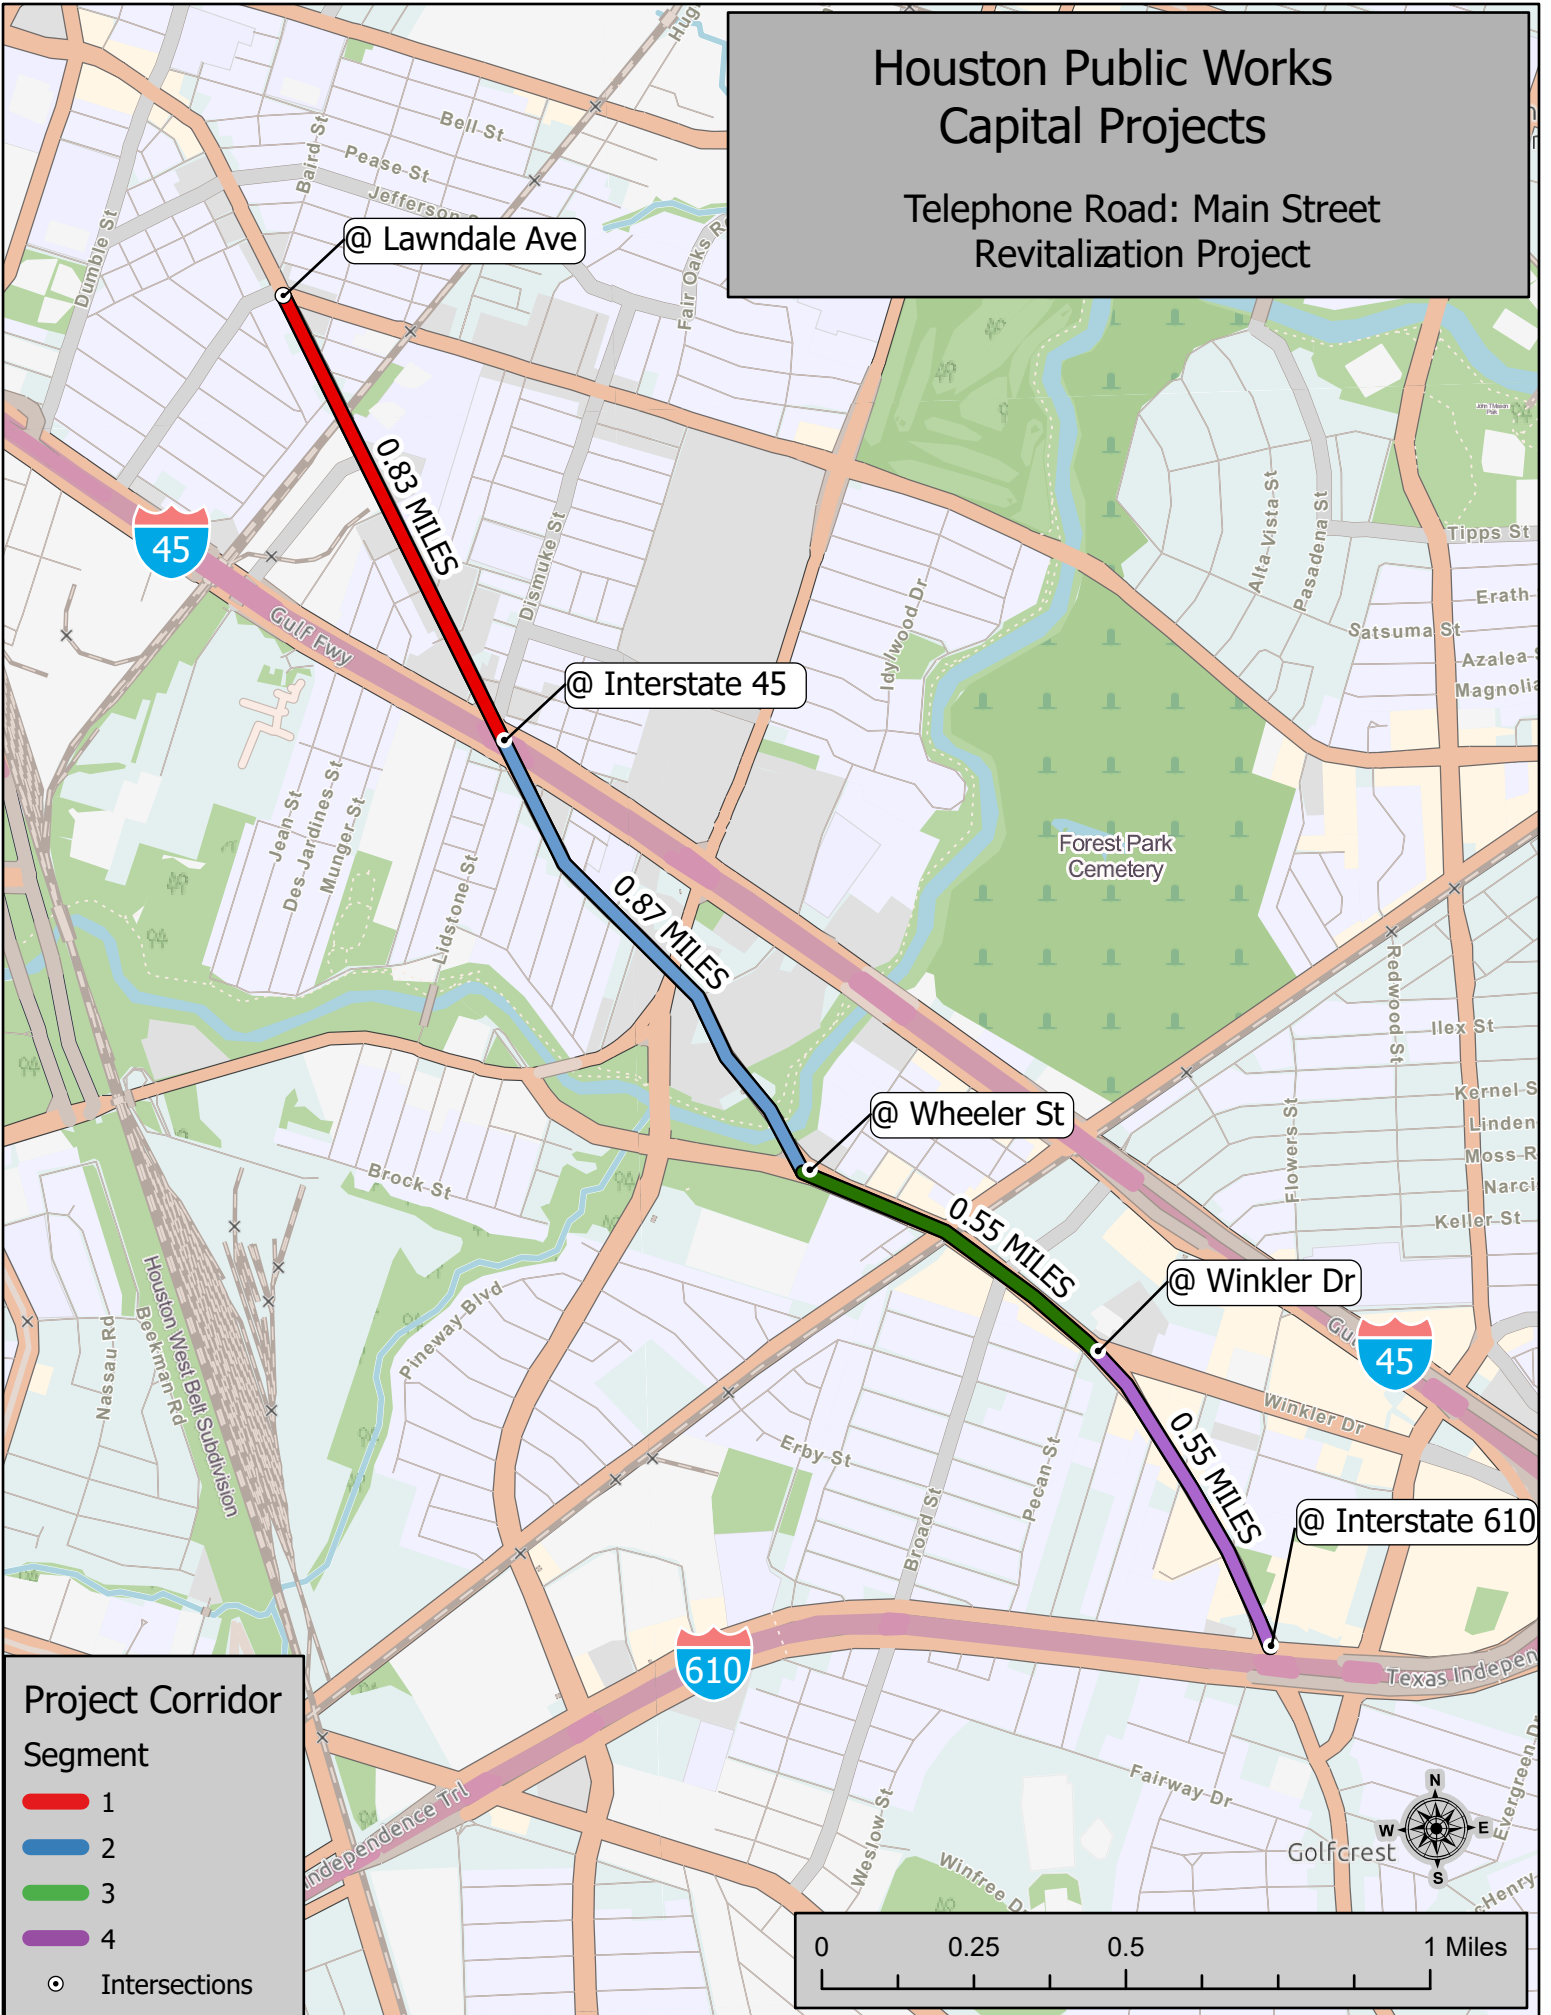 Houston Public Works
Capital Projects
Telephone Road: Main Street
Revitalization Project
Bell St
Baird St
Pease St
Dumble St
Fair Oaks
@ Lawndale Ave
0.83 MILES
45
Gulf Fwy
Dismuke St
Idylwood Dr
Alta Vista St
Pasadena St
Tipps St
Erath
Satsuma St
Azalea
Magnolia
@ Interstate 45
Jean St
Des Jardines St
Munger St
Lidstone St
0.87 MILES
Forest Park
Cemetery
Redwood St
Ilex St
Kernel S
Linden
Moss R
Narci
Keller St
Flowers St
@ Wheeler St
Brock St
0.55 MILES
@ Winkler Dr
Houston West Belt Subdivision
Beekman Rd
Nassau Rd
Pineway Blvd
Gu
45
Winkler Dr
Erby St
Pecan St
Broad St
0.55 MILES
@ Interstate 610
610
Texas Indepen
ndependence Trl
Fairway Dr
Evergreen D
Weslow St
Winfree D
Golfcrest
Henry
N
W
E
S
Project Corridor
Segment
1
2
3
4
Intersections
0 0.25 0.5 1 Miles